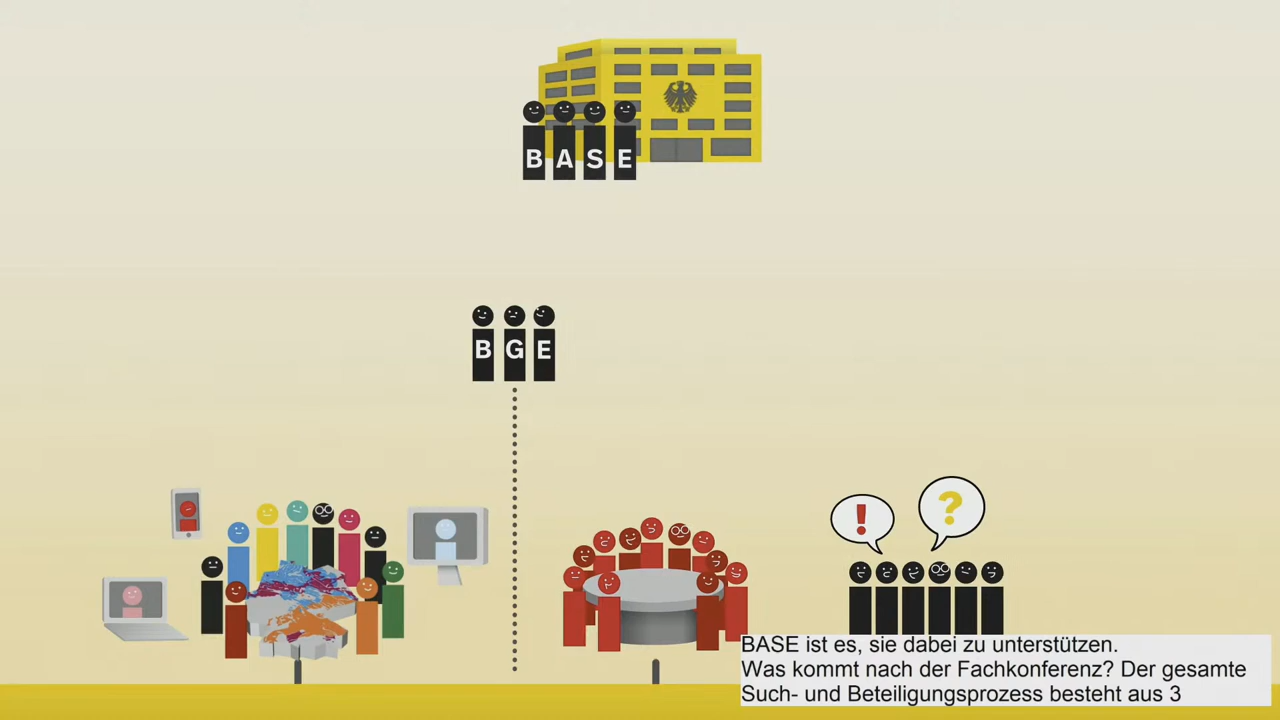 BASE
BGE
!
?
BASE ist es, sie dabei zu unterstützen.
Was kommt nach der Fachkonferenz? Der gesamte
Such- und Beteiligungsprozess besteht aus 3